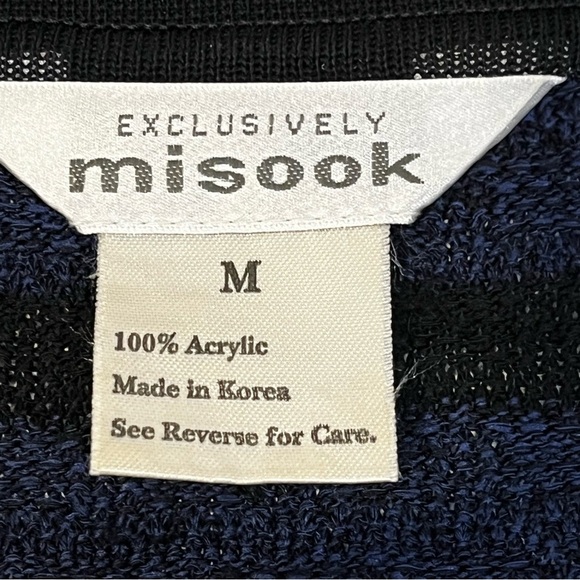 EXCLUSIVELY
misook
M
100% Acrylic
Made in Korea
See Reverse for Care.